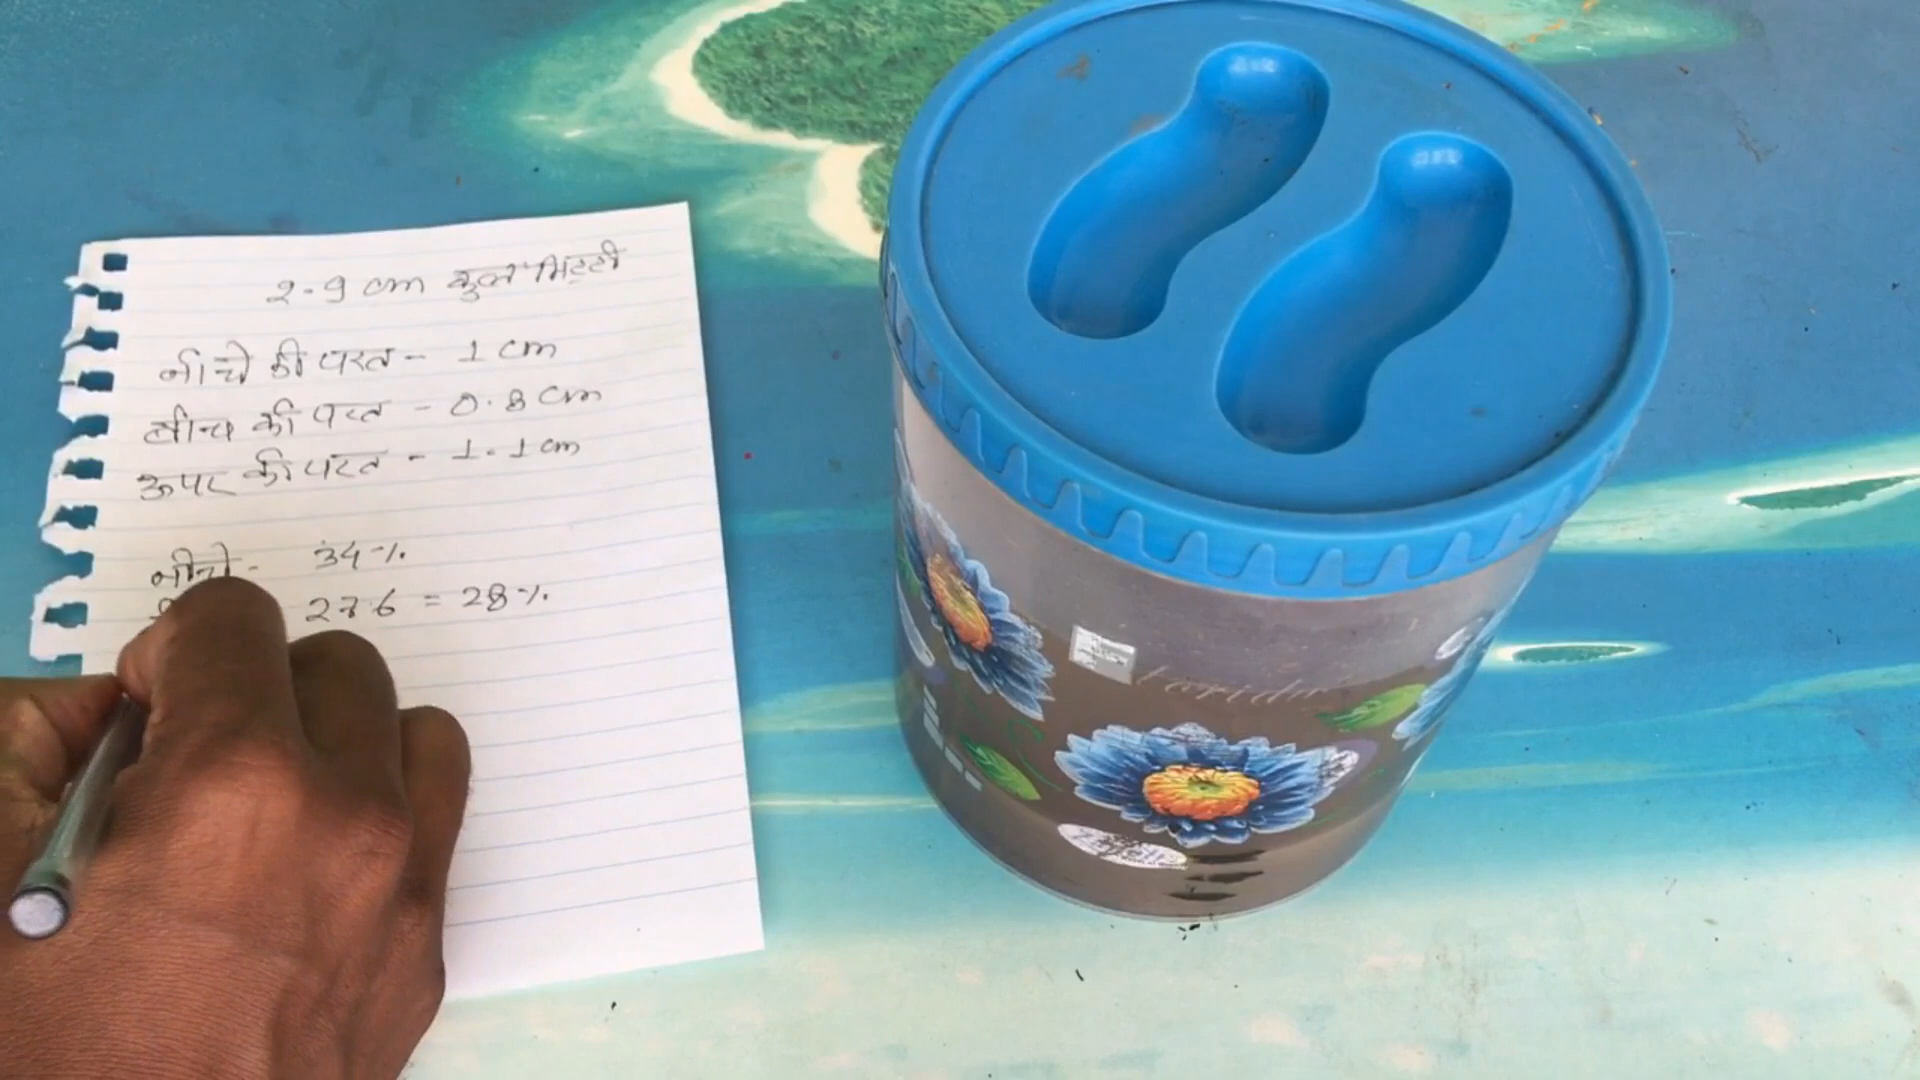 2.9 cm कुल मिट्टी
नीचे की परत - 1 cm
बीच की परत - 0.8 cm
ऊपर की परत - 1.1 cm
नीचे - 34%
27.6 = 28%